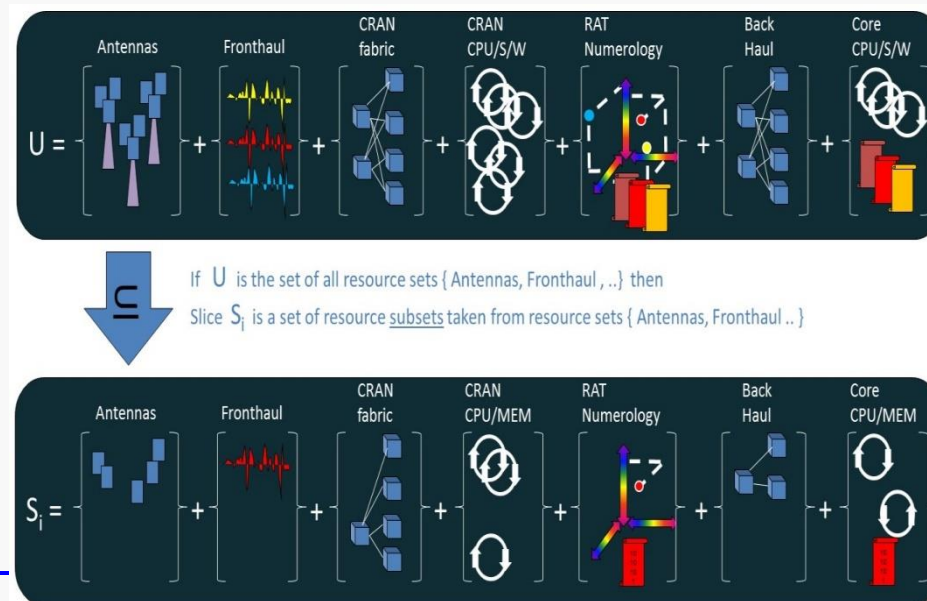 Antennas Fronthaul CRAN fabric CRAN CPU/S/W RAT Numerology Back Haul Core CPU/S/W
U = + + + + + +
⊆
If U is the set of all resource sets { Antennas, Fronthaul , ..} then
Slice Si is a set of resource subsets taken from resource sets { Antennas, Fronthaul .. }
Antennas Fronthaul CRAN fabric CRAN CPU/MEM RAT Numerology Back Haul Core CPU/MEM
Si = + + + + + +